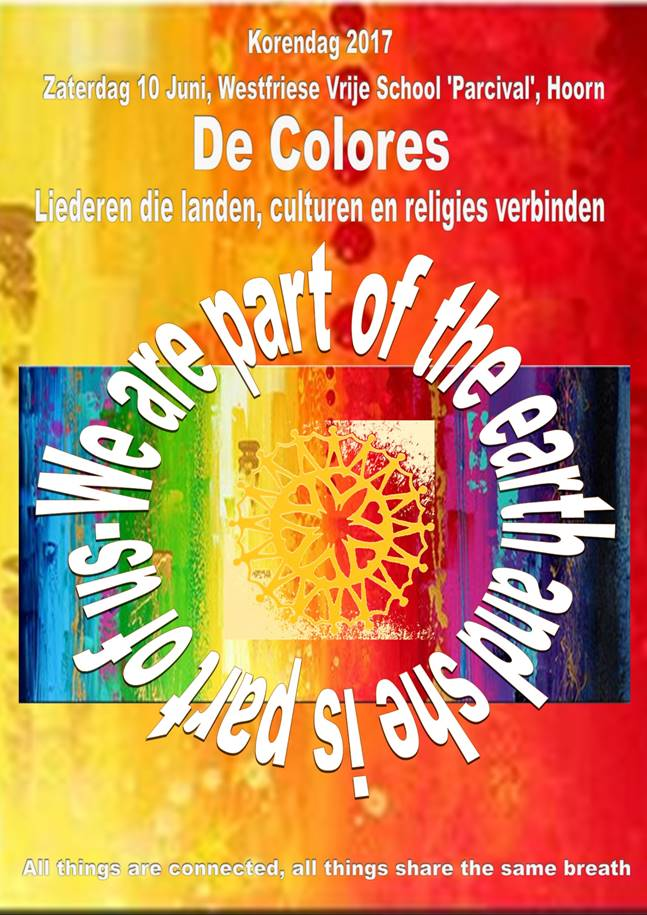 Korendag 2017
Zaterdag 10 Juni, Westfriese Vrije School 'Parcival', Hoorn
De Colores
Liederen die landen, culturen en religies verbinden
We are part of the earth and she is part of us-
All things are connected, all things share the same breath